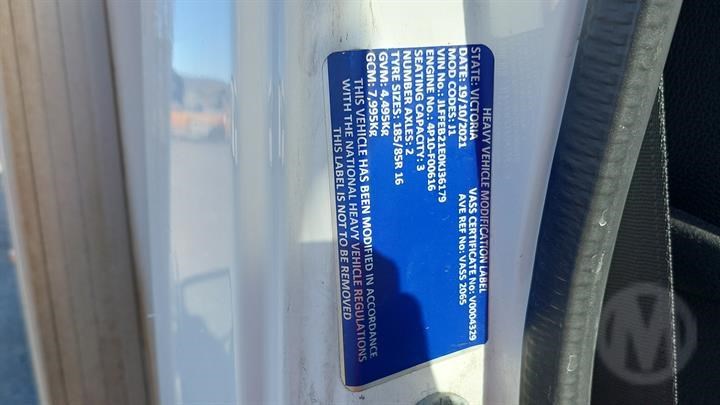 HEAVY VEHICLE MODIFICATION LABEL
STATE: VICTORIA VASS CERTIFICATE No: V0004329
DATE: 19/10/2021 AVE REF No: VASS 2065
MOD CODES: J1
VIN No: JLFFEB21E0KJ36179
ENGINE No: 4P10-F00616
SEATING CAPACITY: 3
NUMBER AXLES: 2
TYRE SIZES: 185/85R 16
GVM: 4,495Kg
GCM: 7,995Kg
THIS VEHICLE HAS BEEN MODIFIED IN ACCORDANCE
WITH THE NATIONAL HEAVY VEHICLE REGULATIONS
THIS LABEL IS NOT TO BE REMOVED
M